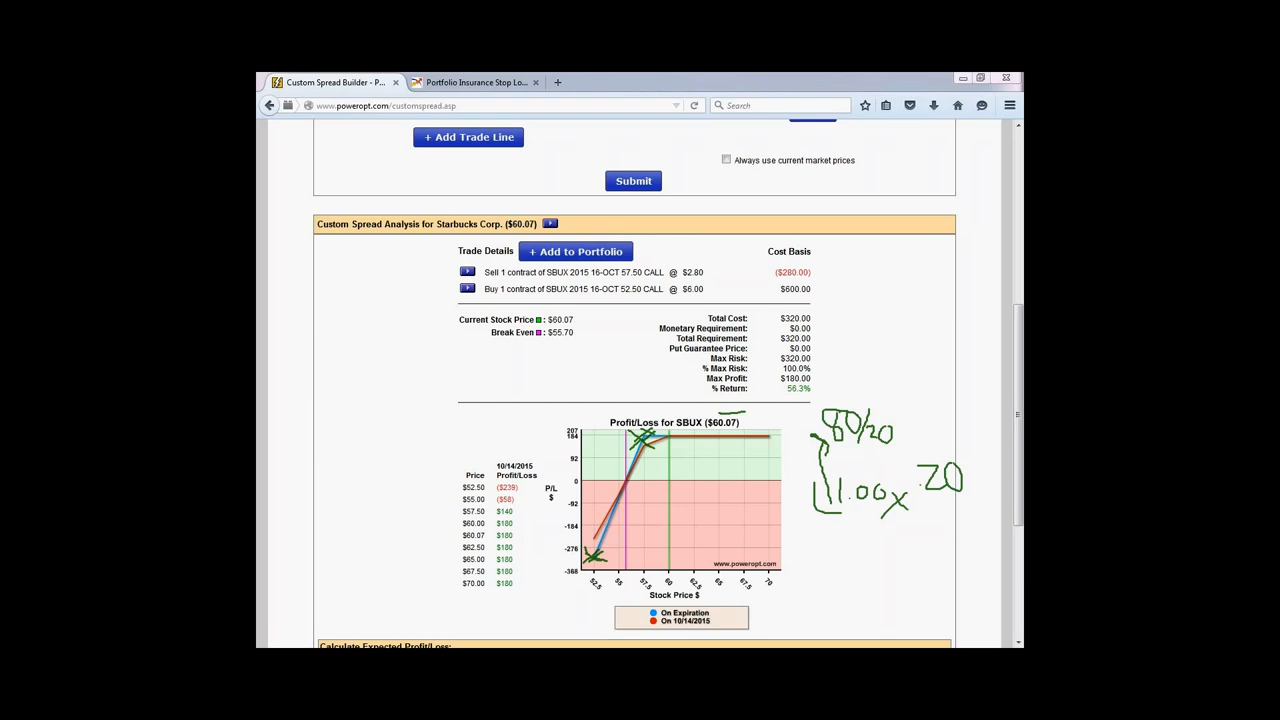 Custom Spread Builder - P...
Portfolio Insurance Stop Lo...
www.poweropt.com/customspread.asp
Search
+ Add Trade Line
Always use current market prices
Submit
Custom Spread Analysis for Starbucks Corp. ($60.07)
Trade Details + Add to Portfolio Cost Basis
Sell 1 contract of SBUX 2015 16-OCT 57.50 CALL @ $2.80 ($280.00)
Buy 1 contract of SBUX 2015 16-OCT 52.50 CALL @ $6.00 $600.00
Current Stock Price : $60.07
Break Even : $55.70
Total Cost: $320.00
Monetary Requirement: $0.00
Total Requirement: $320.00
Put Guarantee Price: $0.00
Max Risk: $320.00
% Max Risk: 100.0%
Max Profit: $180.00
% Return: 56.3%
Profit/Loss for SBUX ($60.07)
10/14/2015
Price Profit/Loss
$52.50 ($239)
$55.00 ($58)
$57.50 $140
$60.00 $180
$60.07 $180
$62.50 $180
$65.00 $180
$67.50 $180
$70.00 $180
P/L
$
207
184
92
0
-92
-184
-276
-368
www.poweropt.com
52.5 55 57.5 60 62.5 65 67.5 70
Stock Price $
On Expiration
On 10/14/2015
80/20
1.00 x .20
Calculate Expected Profit/Loss: